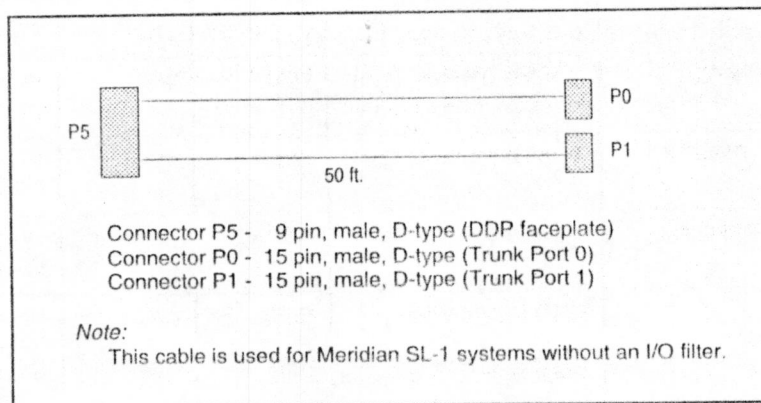 P0
P5
P1
50 ft.
Connector P5 - 9 pin, male, D-type (DDP faceplate)
Connector P0 - 15 pin, male, D-type (Trunk Port 0)
Connector P1 - 15 pin, male, D-type (Trunk Port 1)
Note:
This cable is used for Meridian SL-1 systems without an I/O filter.